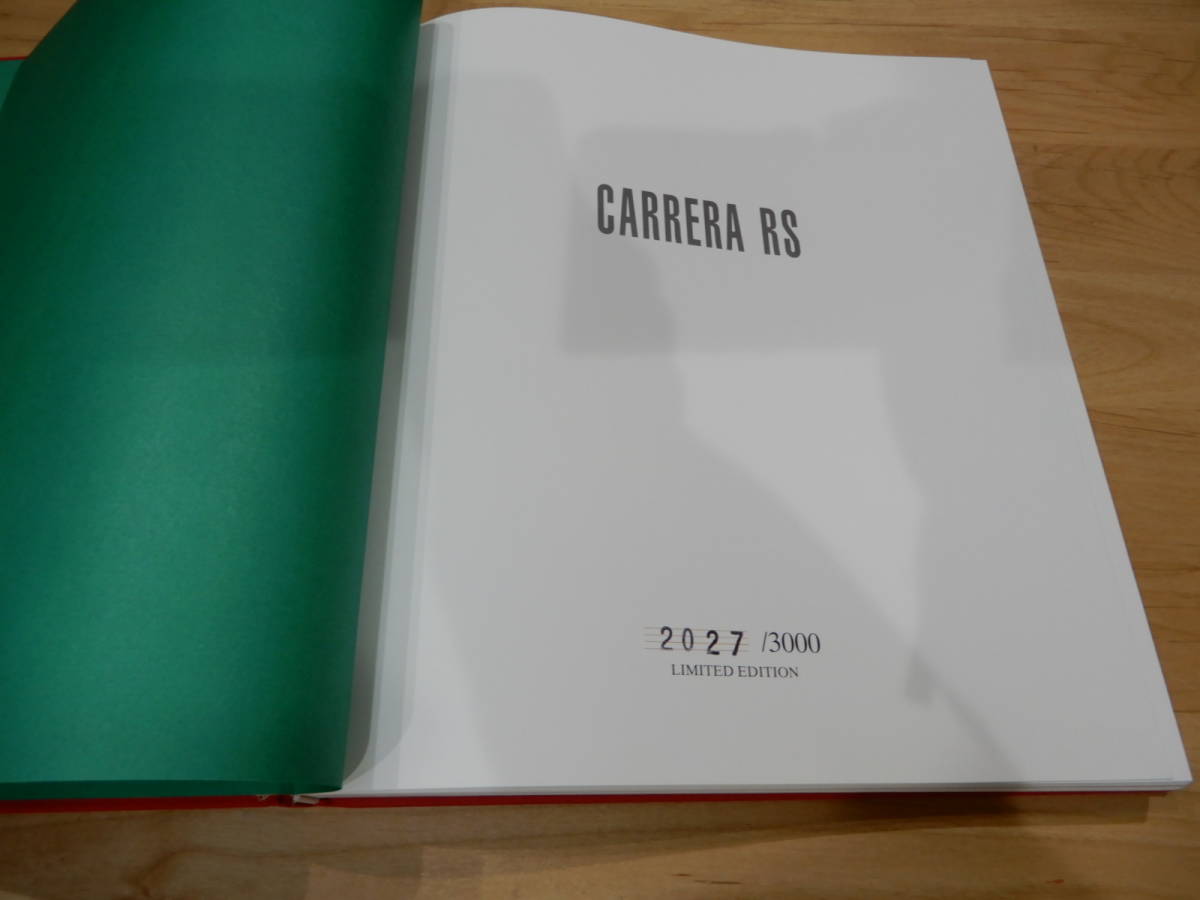 CARRERA RS
2027 /3000
LIMITED EDITION